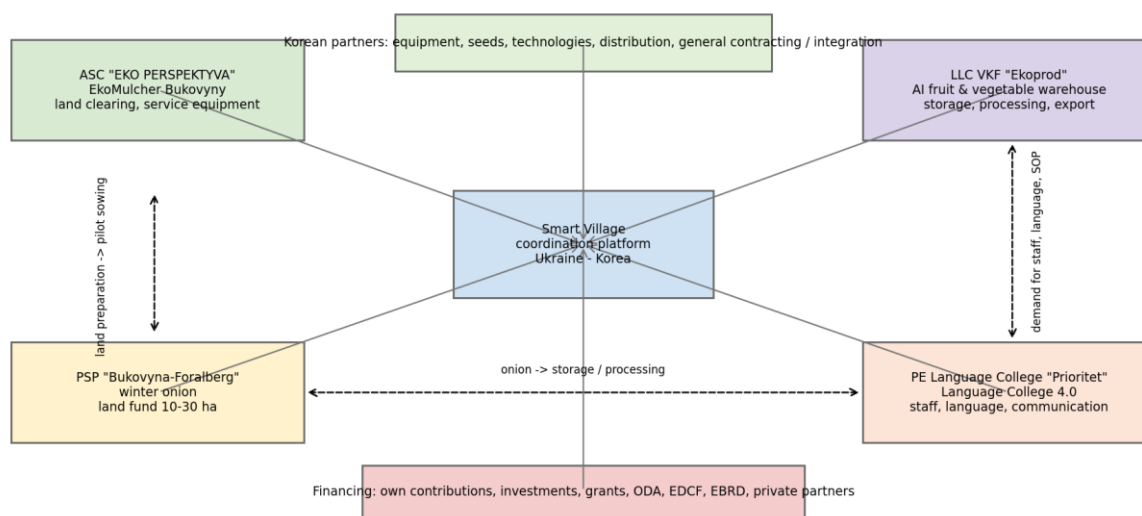 Korean partners: equipment, seeds, technologies, distribution, general contracting / integration
ASC "EKO PERSPEKTYVA"
EkoMulcher Bukovyny
land clearing, service equipment
LLC VKF "Ekoprod"
AI fruit & vegetable warehouse
storage, processing, export
land preparation -> pilot sowing
Smart Village
coordination platform
Ukraine - Korea
demand for staff, language, SOP
PSP "Bukovyna-Foralberg"
winter onion
land fund 10-30 ha
onion -> storage / processing
PE Language College "Prioritet"
Language College 4.0
staff, language, communication
Financing: own contributions, investments, grants, ODA, EDCF, EBRD, private partners